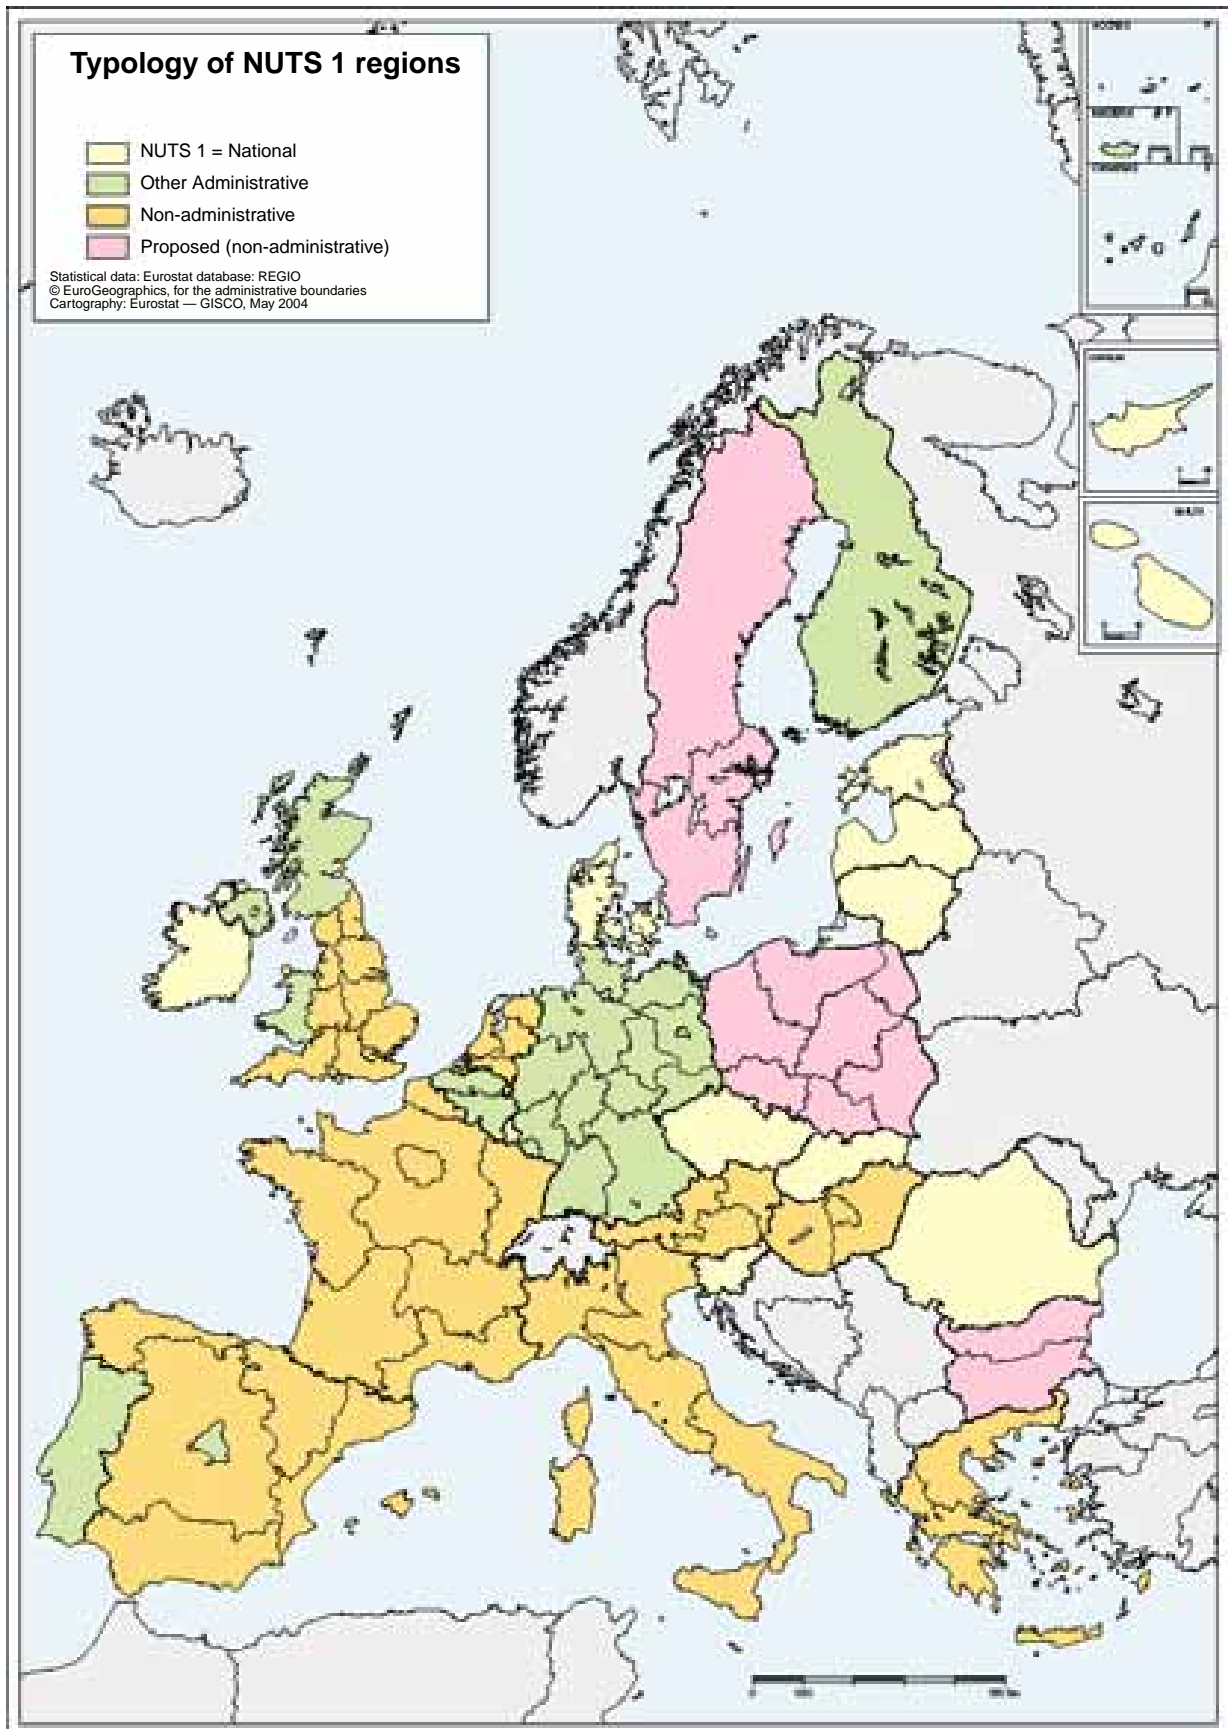 Typology of NUTS 1 regions
NUTS 1 = National
Other Administrative
Non-administrative
Proposed (non-administrative)
Statistical data: Eurostat database: REGIO
© EuroGeographics, for the administrative boundaries
Cartography: Eurostat — GISCO, May 2004